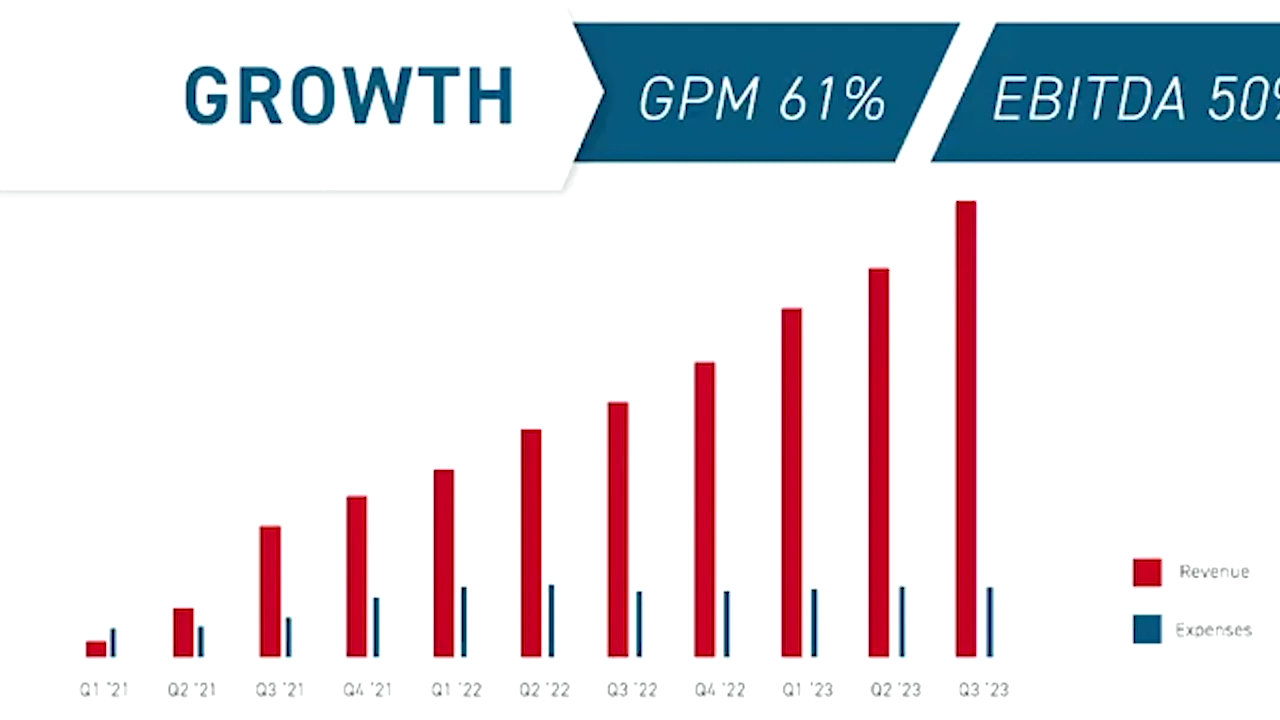 GROWTH
GPM 61%
EBITDA 50%
Revenue
Expenses
Q1 '21 Q2 '21 Q3 '21 Q4 '21 Q1 '22 Q2 '22 Q3 '22 Q4 '22 Q1 '23 Q2 '23 Q3 '23